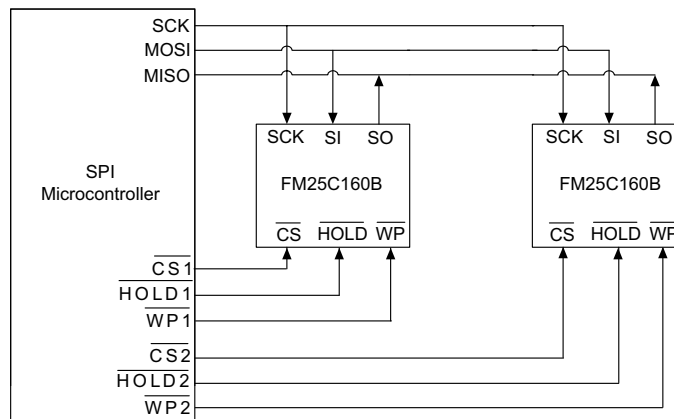 SCK
MOSI
MISO
SCK SI SO
SCK SI SO
SPI
Microcontroller
FM25C160B
FM25C160B
CS HOLD WP
CS HOLD WP
CS1
HOLD1
WP1
CS2
HOLD2
WP2